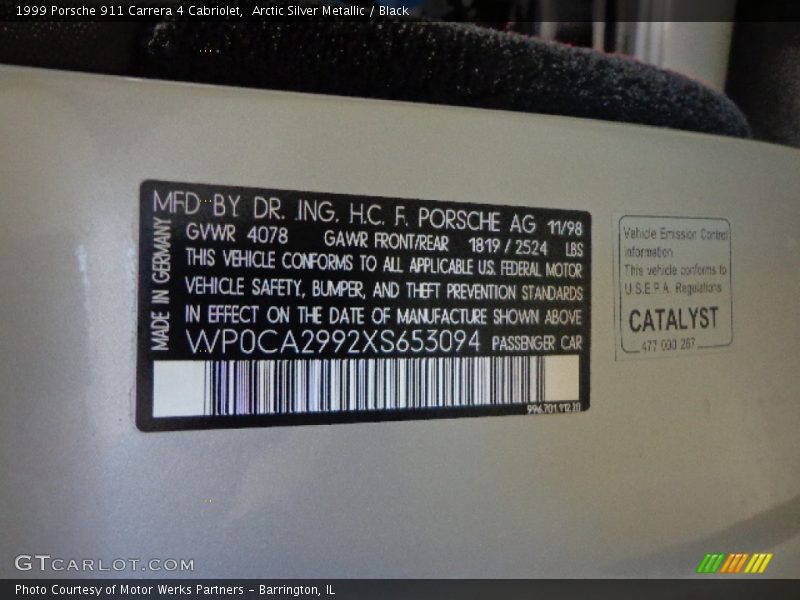 1999 Porsche 911 Carrera 4 Cabriolet,  Arctic Silver Metallic / Black
MFD BY DR. ING. H.C. F. PORSCHE AG 11/98
GVWR 4078 GAWR FRONT/REAR 1819 / 2524 LBS
THIS VEHICLE CONFORMS TO ALL APPLICABLE U.S. FEDERAL MOTOR
VEHICLE SAFETY, BUMPER, AND THEFT PREVENTION STANDARDS
IN EFFECT ON THE DATE OF MANUFACTURE SHOWN ABOVE
WP0CA2992XS653094 PASSENGER CAR
MADE IN GERMANY
Vehicle Emission Control
Information
This vehicle conforms to
U.S.E.P.A. Regulations
CATALYST
477 000 267
GTCARLOT.COM
Photo Courtesy of Motor Werks Partners - Barrington, IL